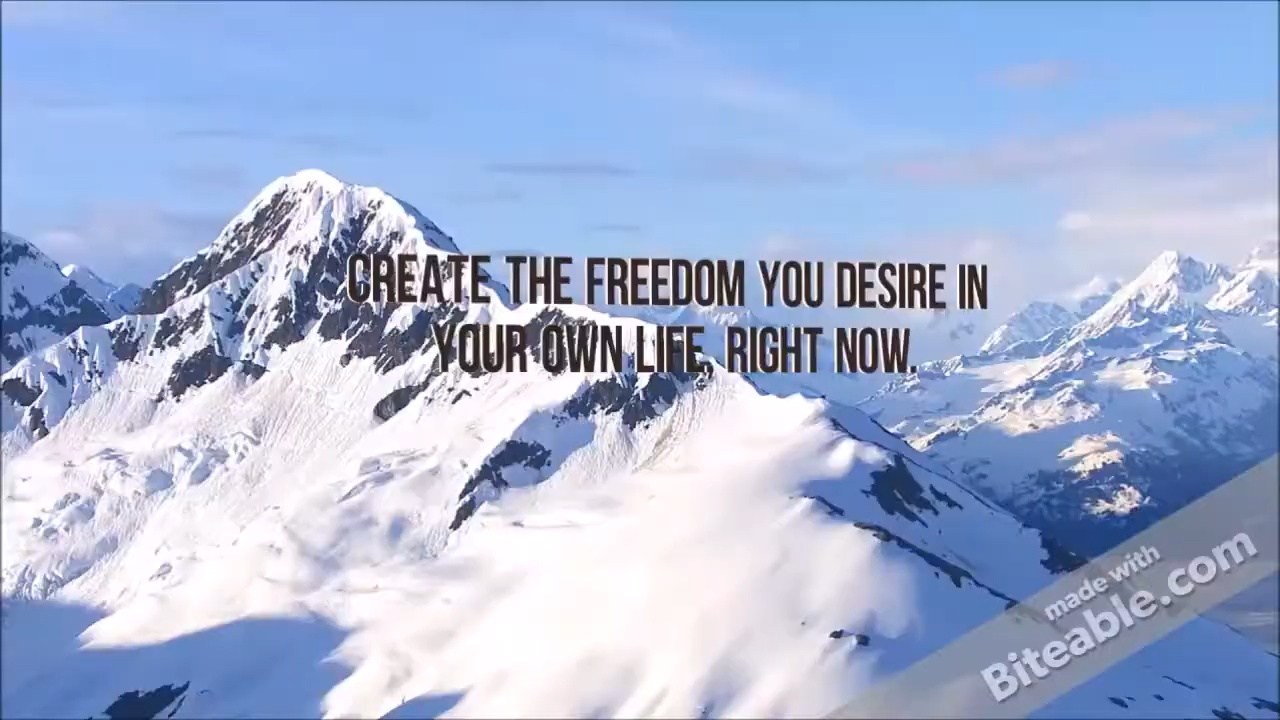 CREATE THE FREEDOM YOU DESIRE IN
YOUR OWN LIFE, RIGHT NOW.
made with
Biteable.com